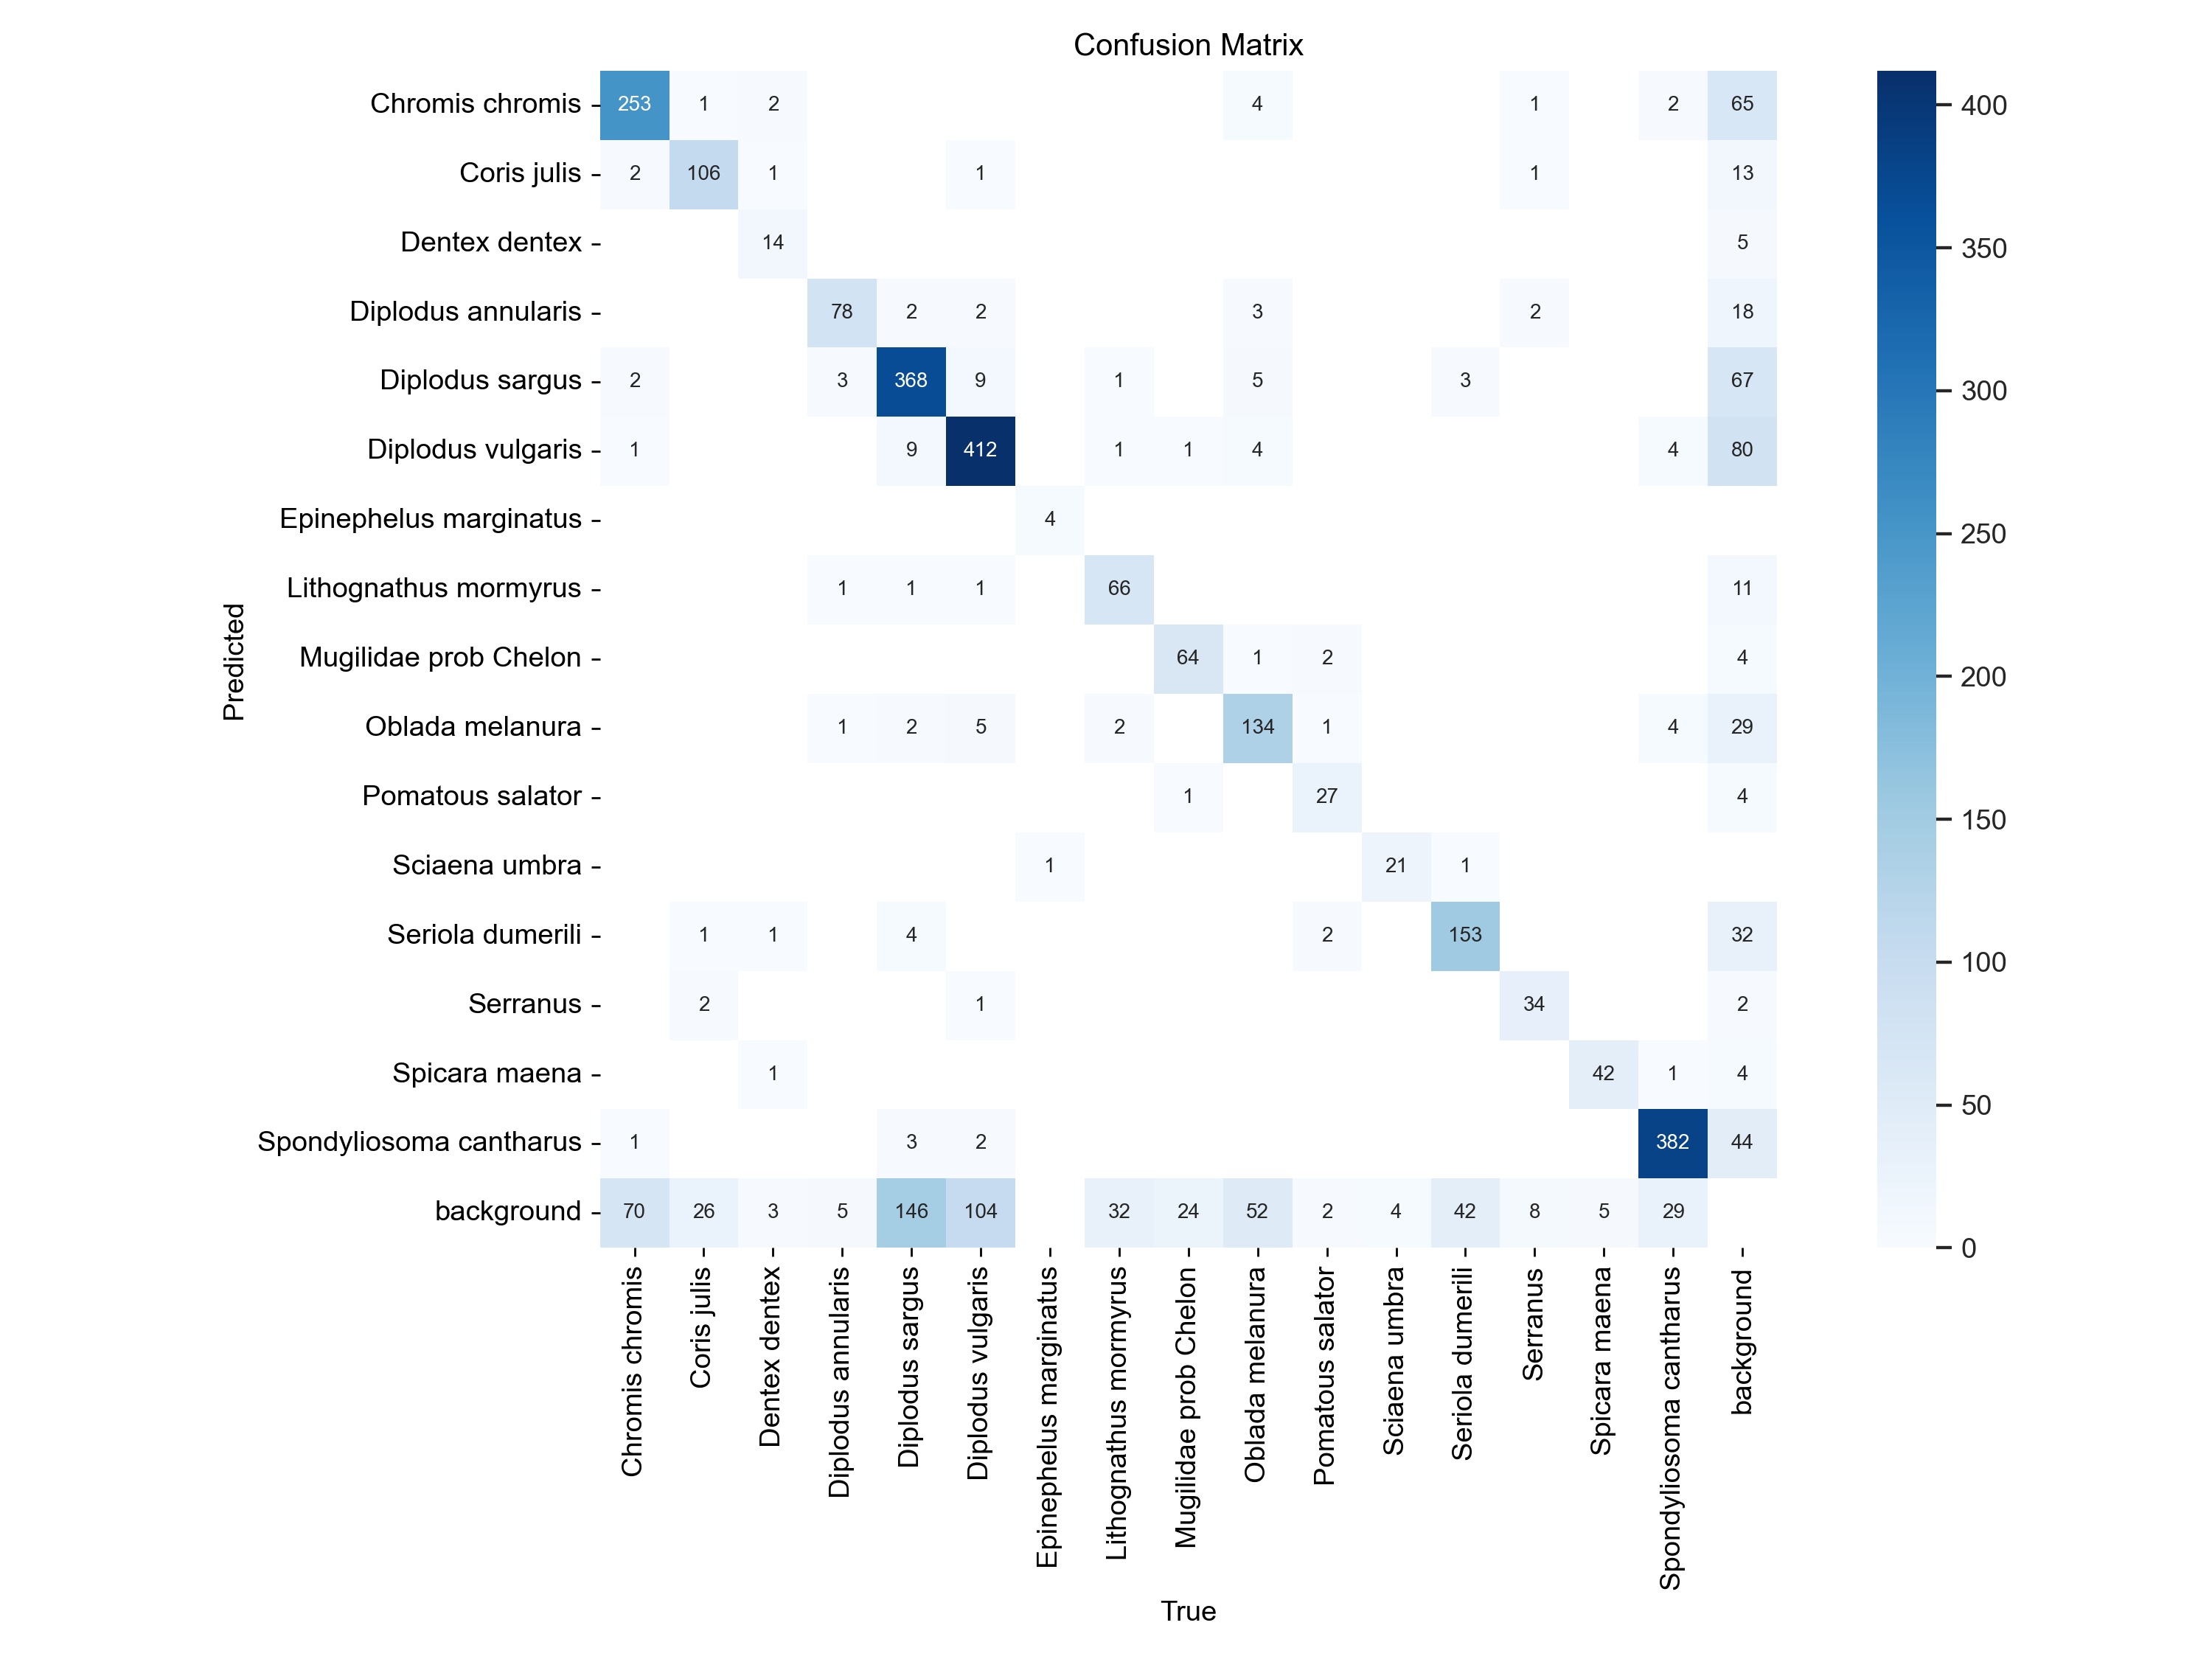 Confusion Matrix
Chromis chromis 253 1 2 4 1 2 65
Coris julis 2 106 1 1 1 13
Dentex dentex 14 5
Diplodus annularis 78 2 2 3 2 18
Diplodus sargus 2 3 368 9 1 5 3 67
Diplodus vulgaris 1 9 412 1 1 4 4 80
Epinephelus marginatus 4
Lithognathus mormyrus 1 1 1 66 11
Mugilidae prob Chelon 64 1 2 4
Oblada melanura 1 2 5 2 134 1 4 29
Pomatous salator 1 27 4
Sciaena umbra 1 21 1
Seriola dumerili 1 1 4 2 153 32
Serranus 2 1 34 2
Spicara maena 1 42 1 4
Spondyliosoma cantharus 1 3 2 382 44
background 70 26 3 5 146 104 32 24 52 2 4 42 8 5 29
Predicted
Chromis chromis
Coris julis
Dentex dentex
Diplodus annularis
Diplodus sargus
Diplodus vulgaris
Epinephelus marginatus
Lithognathus mormyrus
Mugilidae prob Chelon
Oblada melanura
Pomatous salator
Sciaena umbra
Seriola dumerili
Serranus
Spicara maena
Spondyliosoma cantharus
background
True
400
350
300
250
200
150
100
50
0